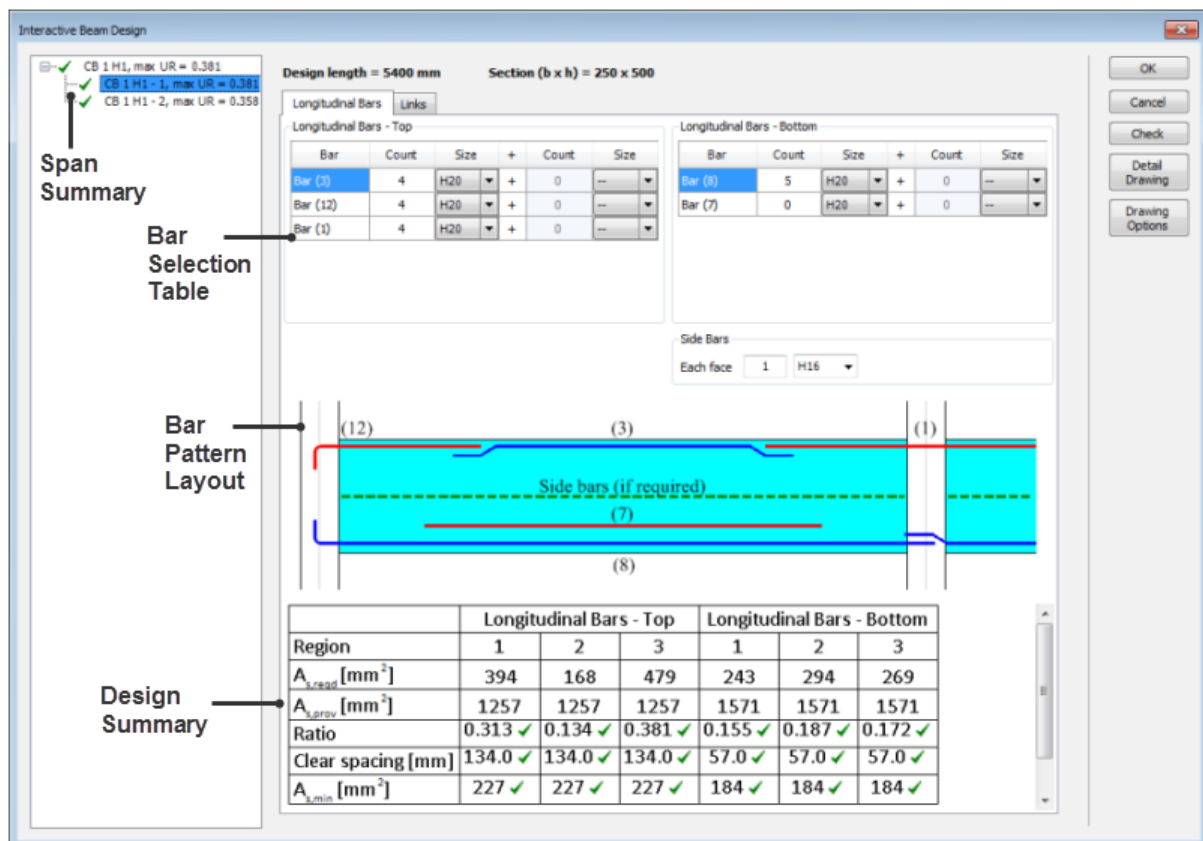 Interactive Beam Design
CB 1 H1, max UR = 0.381
CB 1 H1 - 1, max UR = 0.381
CB 1 H1 - 2, max UR = 0.358
Span
Summary
Design length = 5400 mm Section (b x h) = 250 x 500
Longitudinal Bars Links
Longitudinal Bars - Top
Bar Count Size + Count Size
Bar (3) 4 H20 + 0 --
Bar (12) 4 H20 + 0 --
Bar (1) 4 H20 + 0 --
Bar
Selection
Table
Longitudinal Bars - Bottom
Bar Count Size + Count Size
Bar (8) 5 H20 + 0 --
Bar (7) 0 H20 + 0 --
Side Bars
Each face 1 H16
OK
Cancel
Check
Detail
Drawing
Drawing
Options
Bar
Pattern
Layout
(12) (3) (1)
Side bars (if required)
(7)
(8)
Design
Summary
Longitudinal Bars - Top Longitudinal Bars - Bottom
Region 1 2 3 1 2 3
As,reqd [mm²] 394 168 479 243 294 269
As,prov [mm²] 1257 1257 1257 1571 1571 1571
Ratio 0.313 ✓ 0.134 ✓ 0.381 ✓ 0.155 ✓ 0.187 ✓ 0.172 ✓
Clear spacing [mm] 134.0 ✓ 134.0 ✓ 134.0 ✓ 57.0 ✓ 57.0 ✓ 57.0 ✓
As,min [mm²] 227 ✓ 227 ✓ 227 ✓ 184 ✓ 184 ✓ 184 ✓